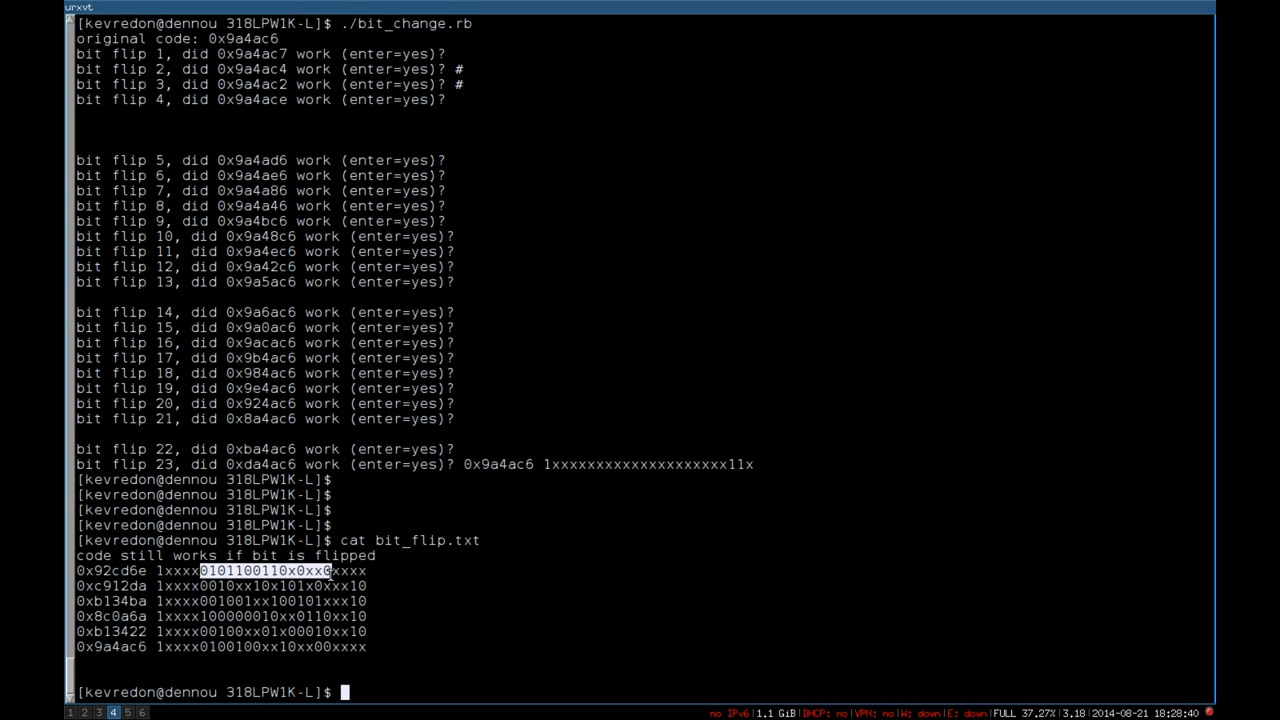 urxvt
[kevredon@dennou 318LPW1K-L]$ ./bit_change.rb
original code: 0x9a4ac6
bit flip 1, did 0x9a4ac7 work (enter=yes)?
bit flip 2, did 0x9a4ac4 work (enter=yes)? #
bit flip 3, did 0x9a4ac2 work (enter=yes)? #
bit flip 4, did 0x9a4ace work (enter=yes)?
bit flip 5, did 0x9a4ad6 work (enter=yes)?
bit flip 6, did 0x9a4ae6 work (enter=yes)?
bit flip 7, did 0x9a4a86 work (enter=yes)?
bit flip 8, did 0x9a4a46 work (enter=yes)?
bit flip 9, did 0x9a4bc6 work (enter=yes)?
bit flip 10, did 0x9a48c6 work (enter=yes)?
bit flip 11, did 0x9a4ec6 work (enter=yes)?
bit flip 12, did 0x9a42c6 work (enter=yes)?
bit flip 13, did 0x9a5ac6 work (enter=yes)?
bit flip 14, did 0x9a6ac6 work (enter=yes)?
bit flip 15, did 0x9a0ac6 work (enter=yes)?
bit flip 16, did 0x9acac6 work (enter=yes)?
bit flip 17, did 0x9b4ac6 work (enter=yes)?
bit flip 18, did 0x984ac6 work (enter=yes)?
bit flip 19, did 0x9e4ac6 work (enter=yes)?
bit flip 20, did 0x924ac6 work (enter=yes)?
bit flip 21, did 0x8a4ac6 work (enter=yes)?
bit flip 22, did 0xba4ac6 work (enter=yes)?
bit flip 23, did 0xda4ac6 work (enter=yes)? 0x9a4ac6 1xxxxxxxxxxxxxxxxxxxx11x
[kevredon@dennou 318LPW1K-L]$
[kevredon@dennou 318LPW1K-L]$
[kevredon@dennou 318LPW1K-L]$
[kevredon@dennou 318LPW1K-L]$
[kevredon@dennou 318LPW1K-L]$ cat bit_flip.txt
code still works if bit is flipped
0x92cd6e 1xxxx0101100110x0xx0xxxx
0xc912da 1xxxx0010xx10x101x0xxx10
0xb134ba 1xxxx001001xx100101xxx10
0x8c0a6a 1xxxx100000010xx0110xx10
0xb13422 1xxxx00100xx01x00010xx10
0x9a4ac6 1xxxx0100100xx10xx00xxxx
[kevredon@dennou 318LPW1K-L]$
1 2 3 4 5 6 no IPv6|1.1 GiB|DHCP: no|VPN: no|W: down|E: down|FULL 37.27%|3.18|2014-08-21 18:28:40